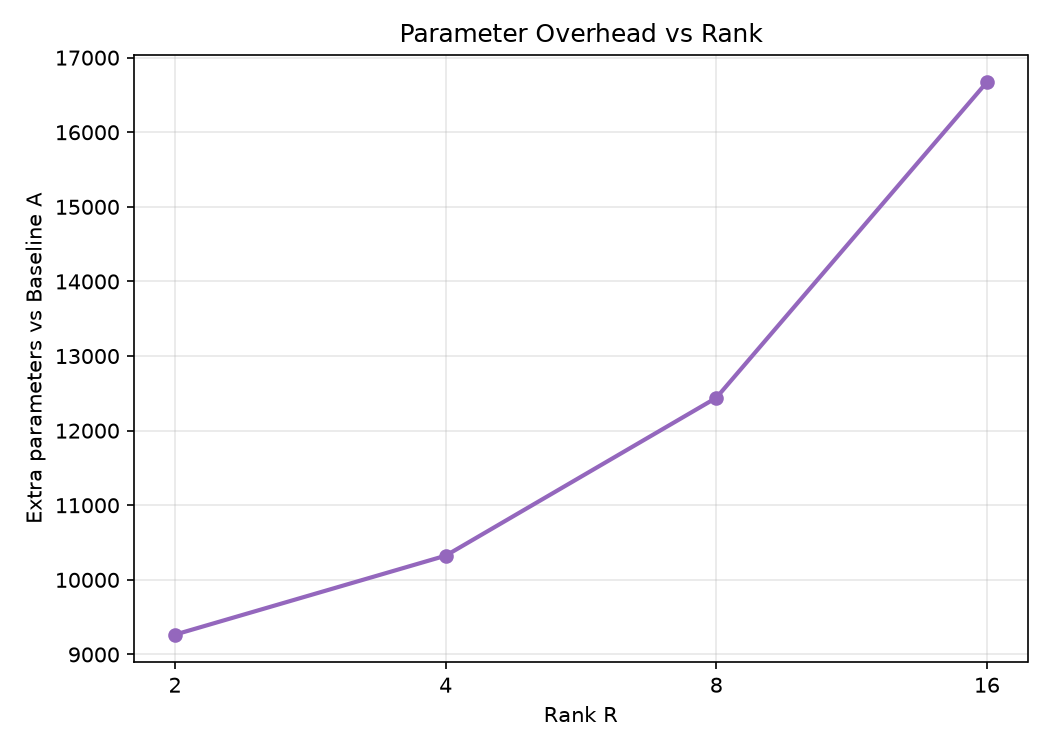 Parameter Overhead vs Rank
Extra parameters vs Baseline A
17000
16000
15000
14000
13000
12000
11000
10000
9000
2 4 8 16
Rank R